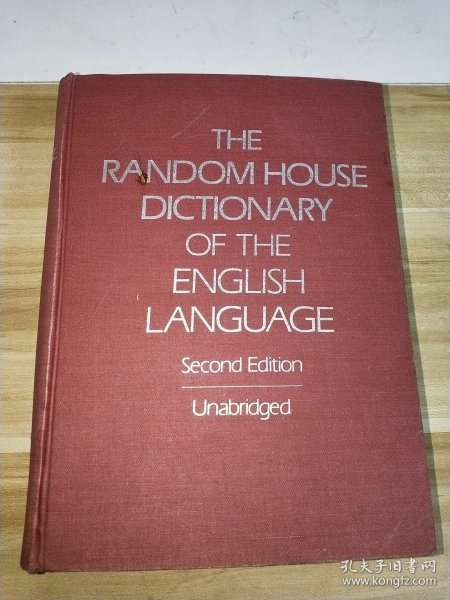 THE
RANDOM HOUSE
DICTIONARY
OF THE
ENGLISH
LANGUAGE
Second Edition
Unabridged
孔夫子旧书网
www.kongfz.com